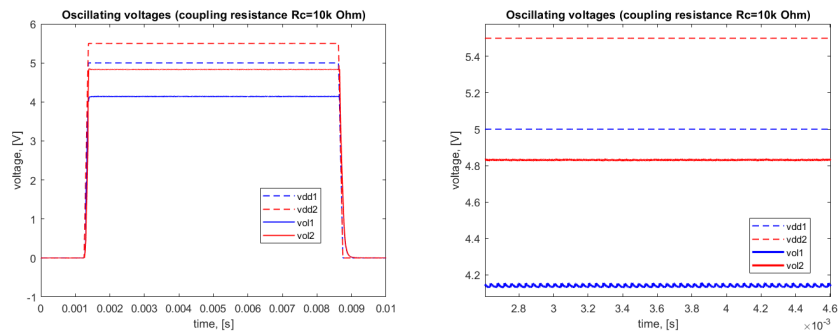 Oscillating voltages (coupling resistance Rc=10k Ohm)
6
5
4
3
2
1
0
-1
voltage, [V]
0
0.001
0.002
0.003
0.004
0.005
0.006
0.007
0.008
0.009
0.01
time, [s]
vdd1
vdd2
vol1
vol2
Oscillating voltages (coupling resistance Rc=10k Ohm)
5.4
5.2
5
4.8
4.6
4.4
4.2
voltage, [V]
2.6
2.8
3
3.2
3.4
3.6
3.8
4
4.2
4.4
4.6
×10⁻³
time, [s]
vdd1
vdd2
vol1
vol2